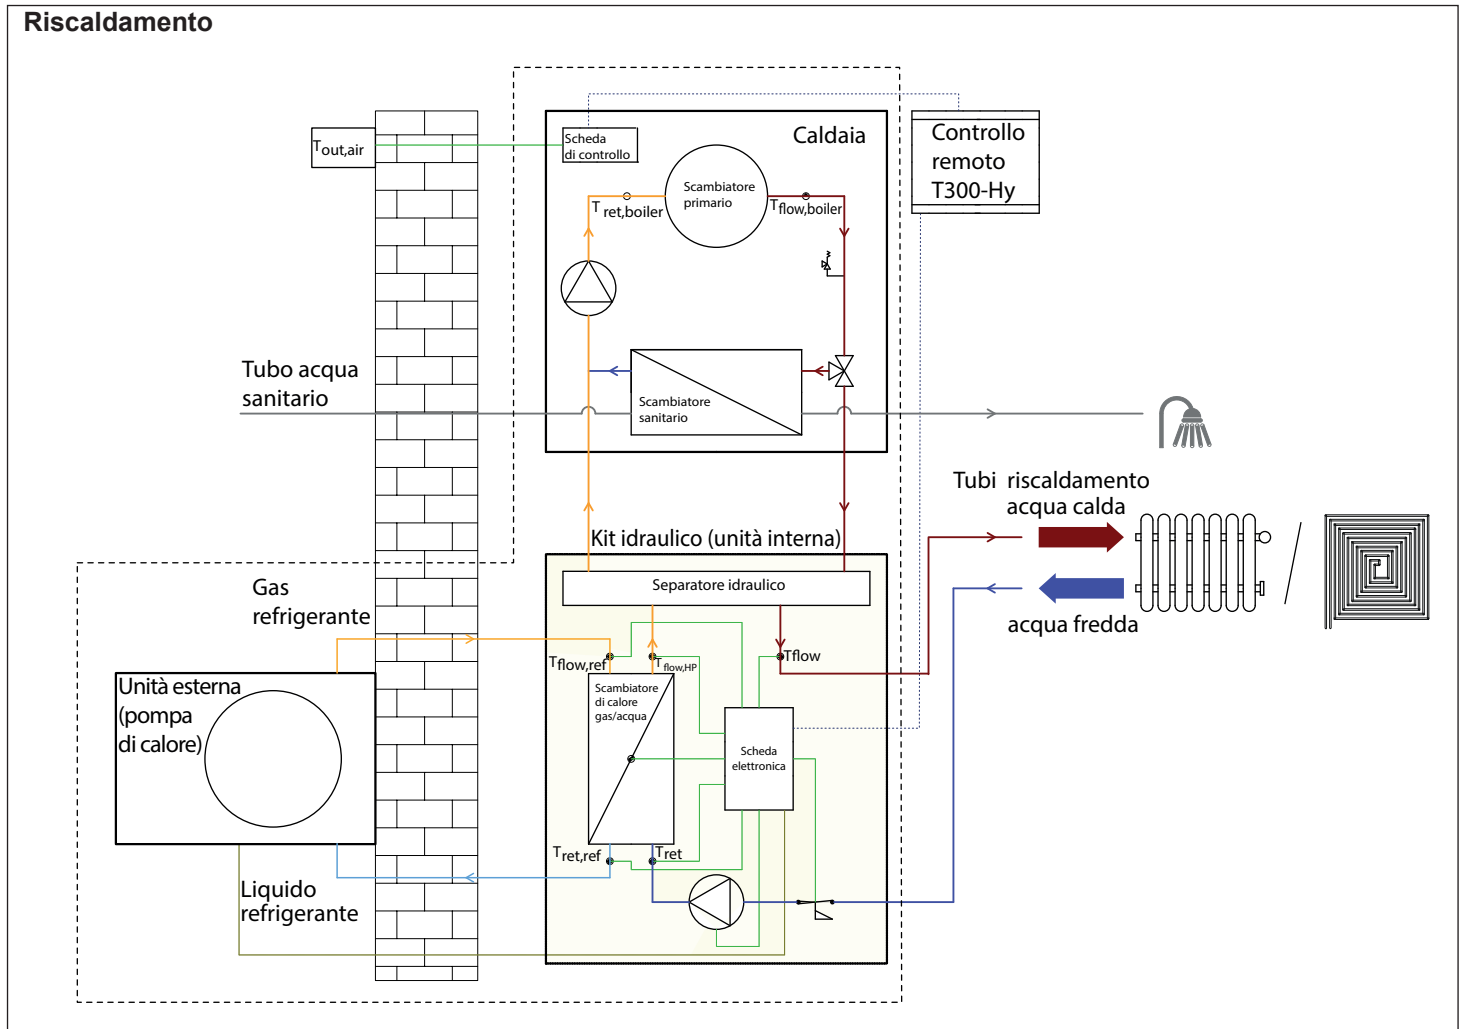 Riscaldamento
Tout,air
Scheda
di controllo
Caldaia
Controllo
remoto
T300-Hy
Scambiatore
primario
Tret,boiler
Tflow,boiler
Tubo acqua
sanitario
Scambiatore
sanitario
Tubi riscaldamento
acqua calda
acqua fredda
Kit idraulico (unità interna)
Separatore idraulico
Gas
refrigerante
Tflow,ref
Tflow,HP
Tflow
Unità esterna
(pompa
di calore)
Scambiatore
di calore
gas/acqua
Scheda
elettronica
Tret,ref
Tret
Liquido
refrigerante